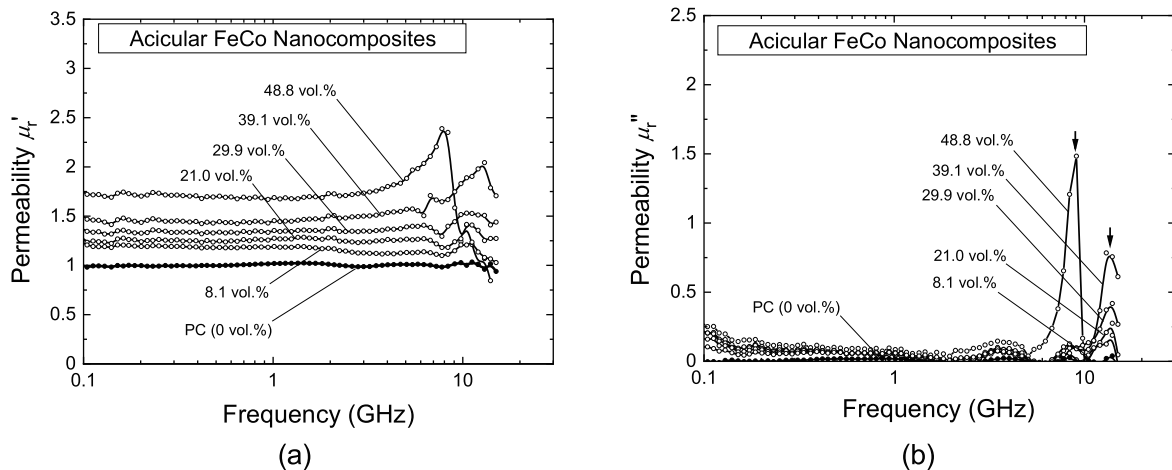 Acicular FeCo Nanocomposites
Permeability μr'
3.5
3
2.5
2
1.5
1
0.5
0
48.8 vol.%
39.1 vol.%
29.9 vol.%
21.0 vol.%
8.1 vol.%
PC (0 vol.%)
0.1
1
10
Frequency (GHz)
(a)
Acicular FeCo Nanocomposites
Permeability μr"
2.5
2
1.5
1
0.5
0
48.8 vol.%
39.1 vol.%
29.9 vol.%
21.0 vol.%
8.1 vol.%
PC (0 vol.%)
0.1
1
10
Frequency (GHz)
(b)